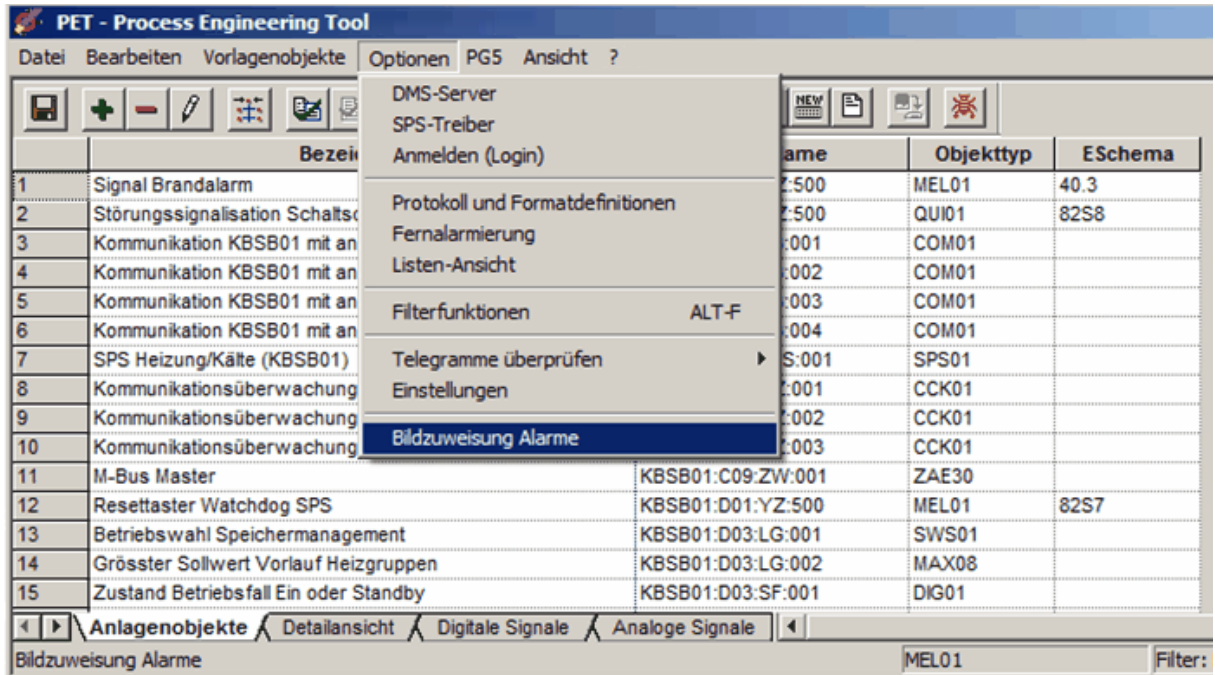 PET - Process Engineering Tool
Datei Bearbeiten Vorlagenobjekte Optionen PG5 Ansicht ?
DMS-Server
SPS-Treiber
Anmelden (Login)
Protokoll und Formatdefinitionen
Fernalarmierung
Listen-Ansicht
Filterfunktionen ALT-F
Telegramme überprüfen
Einstellungen
Bildzuweisung Alarme
NEW
Objekttyp ESchema
1 Signal Brandalarm :500 MEL01 40.3
2 Störungssignalisation :500 QUI01 82S8
3 Kommunikation KBSB01 mit an :001 COM01
4 Kommunikation KBSB01 mit an :002 COM01
5 Kommunikation KBSB01 mit an :003 COM01
6 Kommunikation KBSB01 mit an :004 COM01
7 SPS Heizung/Kälte (KBSB01) S:001 SPS01
8 Kommunikationsüberwachung :001 CCK01
9 Kommunikationsüberwachung :002 CCK01
10 Kommunikationsüberwachung :003 CCK01
11 M-Bus Master KBSB01:C09:ZW:001 ZAE30
12 Resettaster Watchdog SPS KBSB01:D01:YZ:500 MEL01 82S7
13 Betriebswahl Speichermanagement KBSB01:D03:LG:001 SWS01
14 Grösster Sollwert Vorlauf Heizgruppen KBSB01:D03:LG:002 MAX08
15 Zustand Betriebsfall Ein oder Standby KBSB01:D03:SF:001 DIG01
Anlagenobjekte Detailansicht Digitale Signale Analoge Signale
Bildzuweisung Alarme MEL01 Filter: